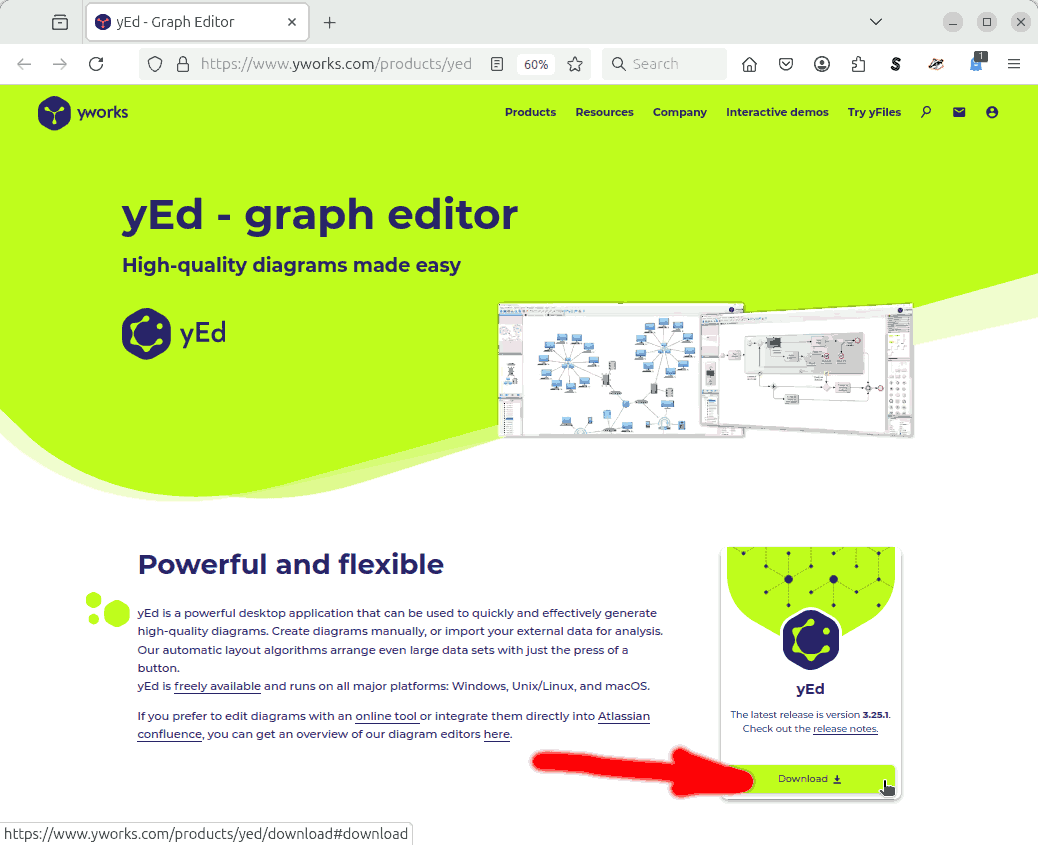 yEd - Graph Editor
https://www.yworks.com/products/yed
60%
Search
1
yworks
Products Resources Company Interactive demos Try yFiles
yEd - graph editor
High-quality diagrams made easy
yEd
Powerful and flexible
yEd is a powerful desktop application that can be used to quickly and effectively generate
high-quality diagrams. Create diagrams manually, or import your external data for analysis.
Our automatic layout algorithms arrange even large data sets with just the press of a
button.
yEd is freely available and runs on all major platforms: Windows, Unix/Linux, and macOS.
If you prefer to edit diagrams with an online tool or integrate them directly into Atlassian
confluence, you can get an overview of our diagram editors here.
yEd
The latest release is version 3.25.1.
Check out the release notes.
Download
https://www.yworks.com/products/yed/download#download